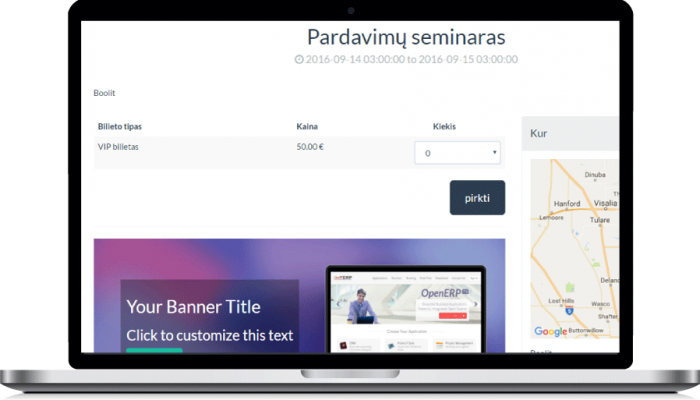 Pardavimų seminaras
2016-09-14 03:00:00 to 2016-09-15 03:00:00
Boolit
Bilieto tipas Kaina Kiekis
VIP bilietas 50.00 € 0
pirkti
Kur
Dinuba
Hanford Visalia
Lemoore
Tulare
Delano
Lost Hills Wasco
Shafter
Google Buttonwillow
Your Banner Title
Click to customize this text
OpenERP